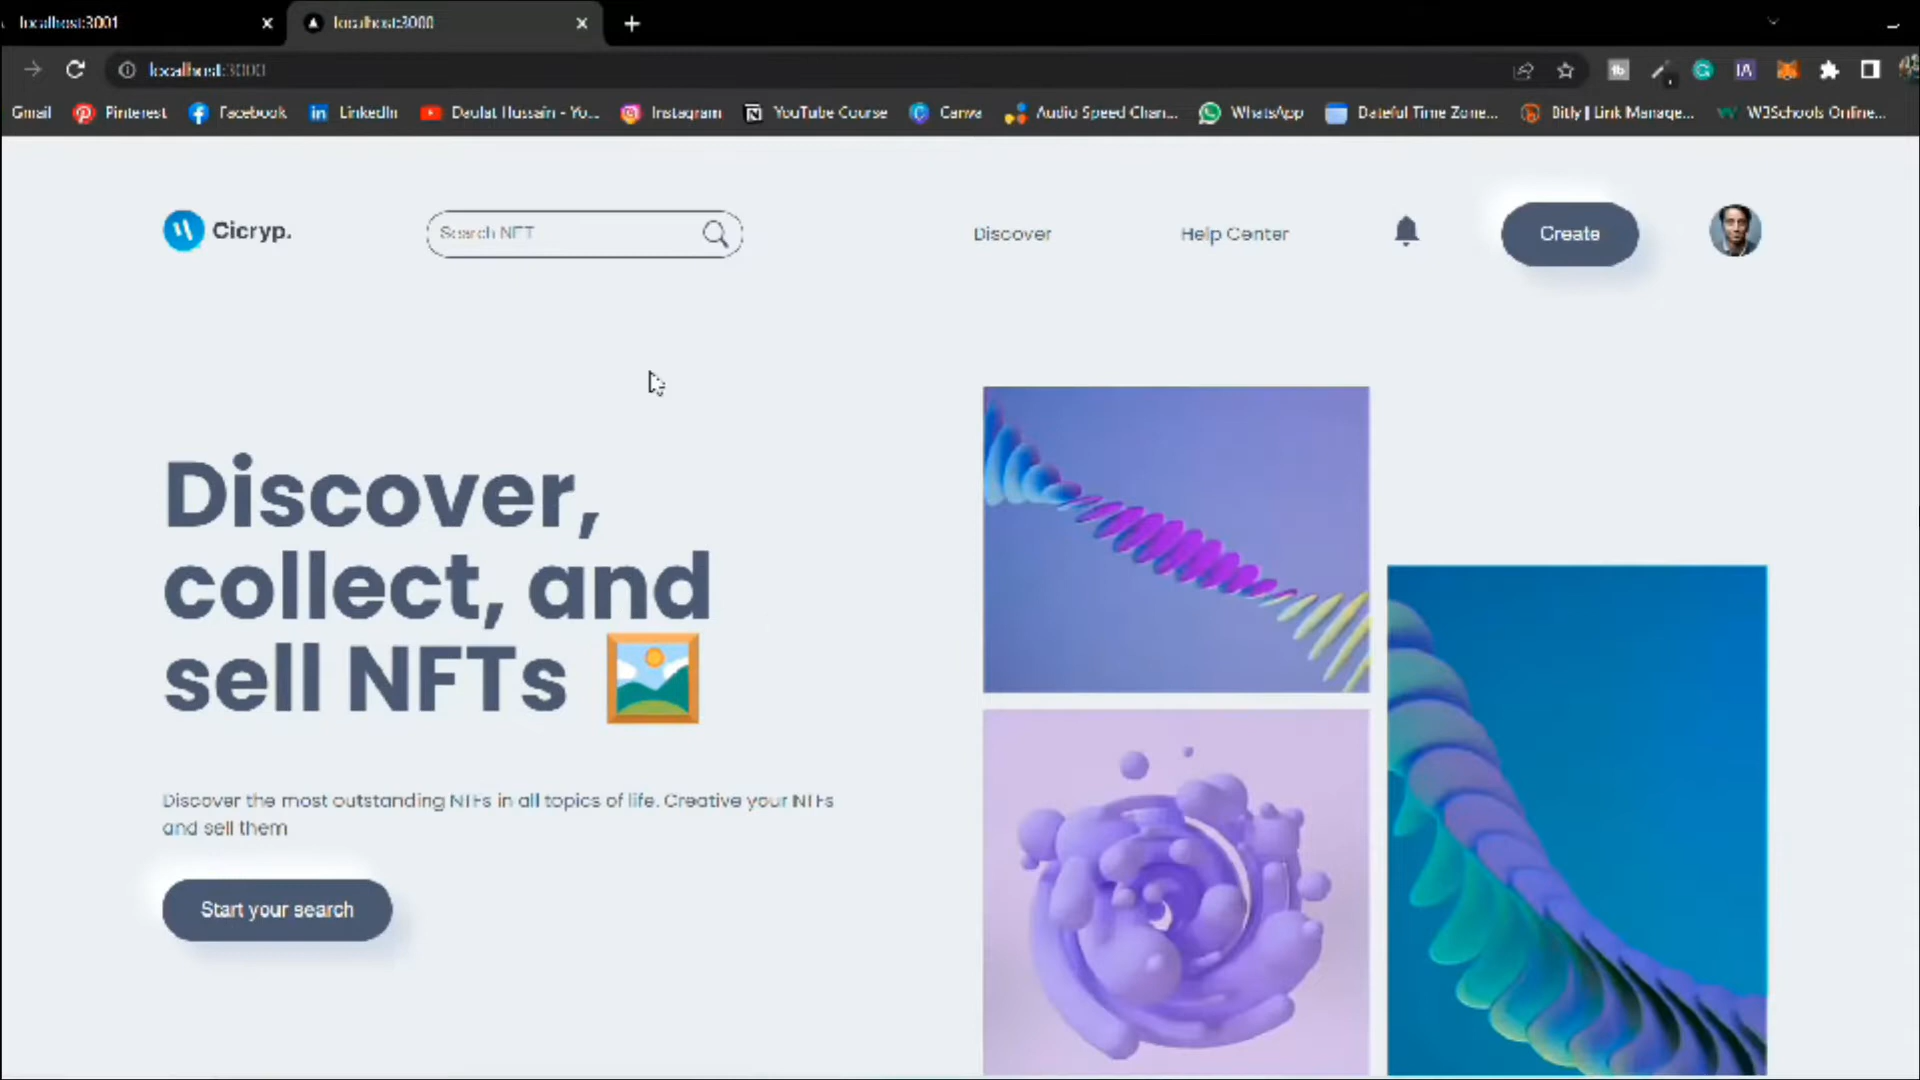 localhost:3001
localhost:3000
localhost:3000
Gmail Pinterest Facebook LinkedIn Daulat Hussain - Yo... Instagram YouTube Course Canva Audio Speed Chan... WhatsApp Dateful Time Zone... Bitly | Link Manage... W3Schools Online...
Cicryp.
Search NFT
Discover
Help Center
Create
Discover,
collect, and
sell NFTs
Discover the most outstanding NTFs in all topics of life. Creative your NTFs
and sell them
Start your search